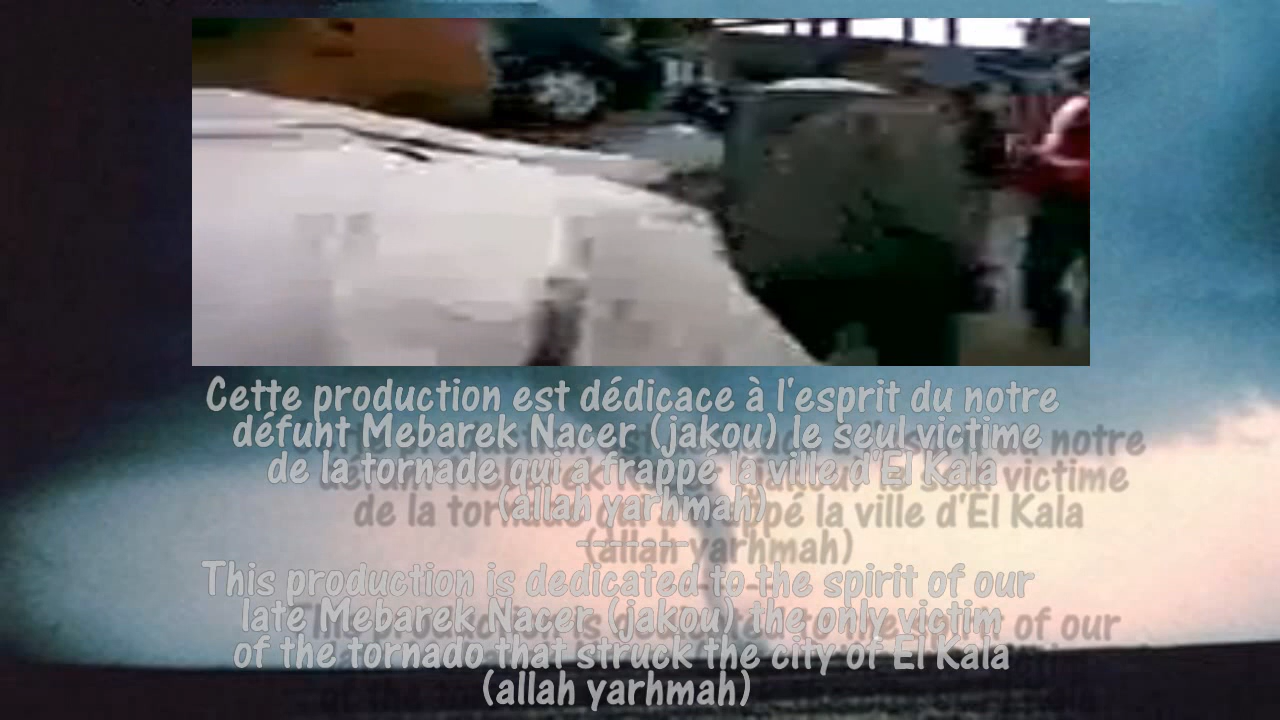 Cette production est dédicace à l'esprit du notre
défunt Mebarek Nacer (jakou) le seul victime
de la tornade qui a frappé la ville d'El Kala
(allah yarhmah)
--------
This production is dedicated to the spirit of our
late Mebarek Nacer (jakou) the only victim
of the tornado that struck the city of El Kala
(allah yarhmah)